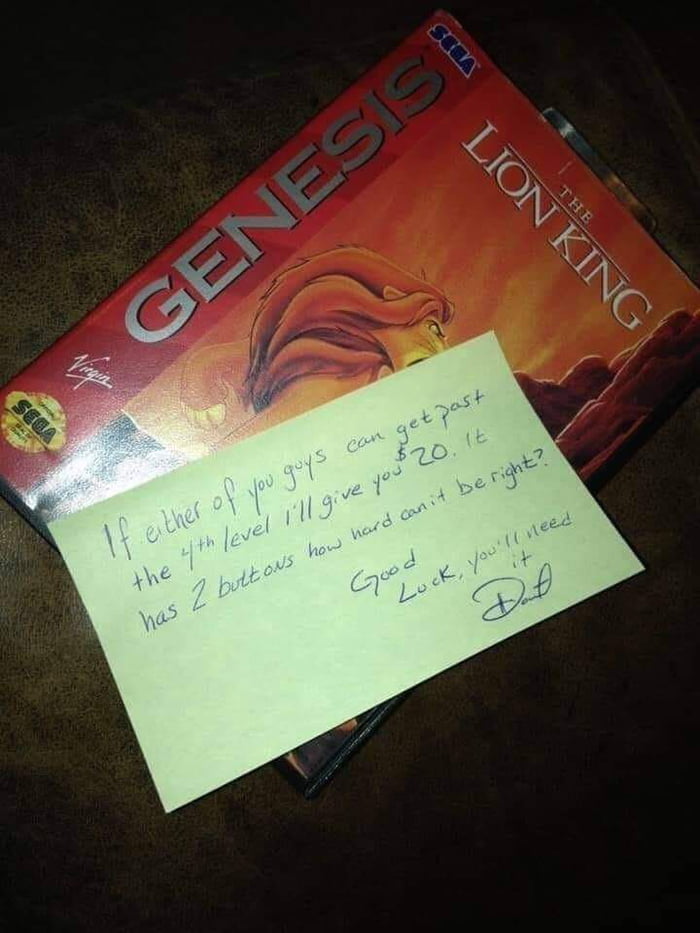 SEGA
GENESIS
THE
LION KING
Virgin
SEGA
If either of you guys can get past
the 4th level I'll give you $20. It
has 2 buttons how hard can it be right?
Good
Luck, you'll need
it